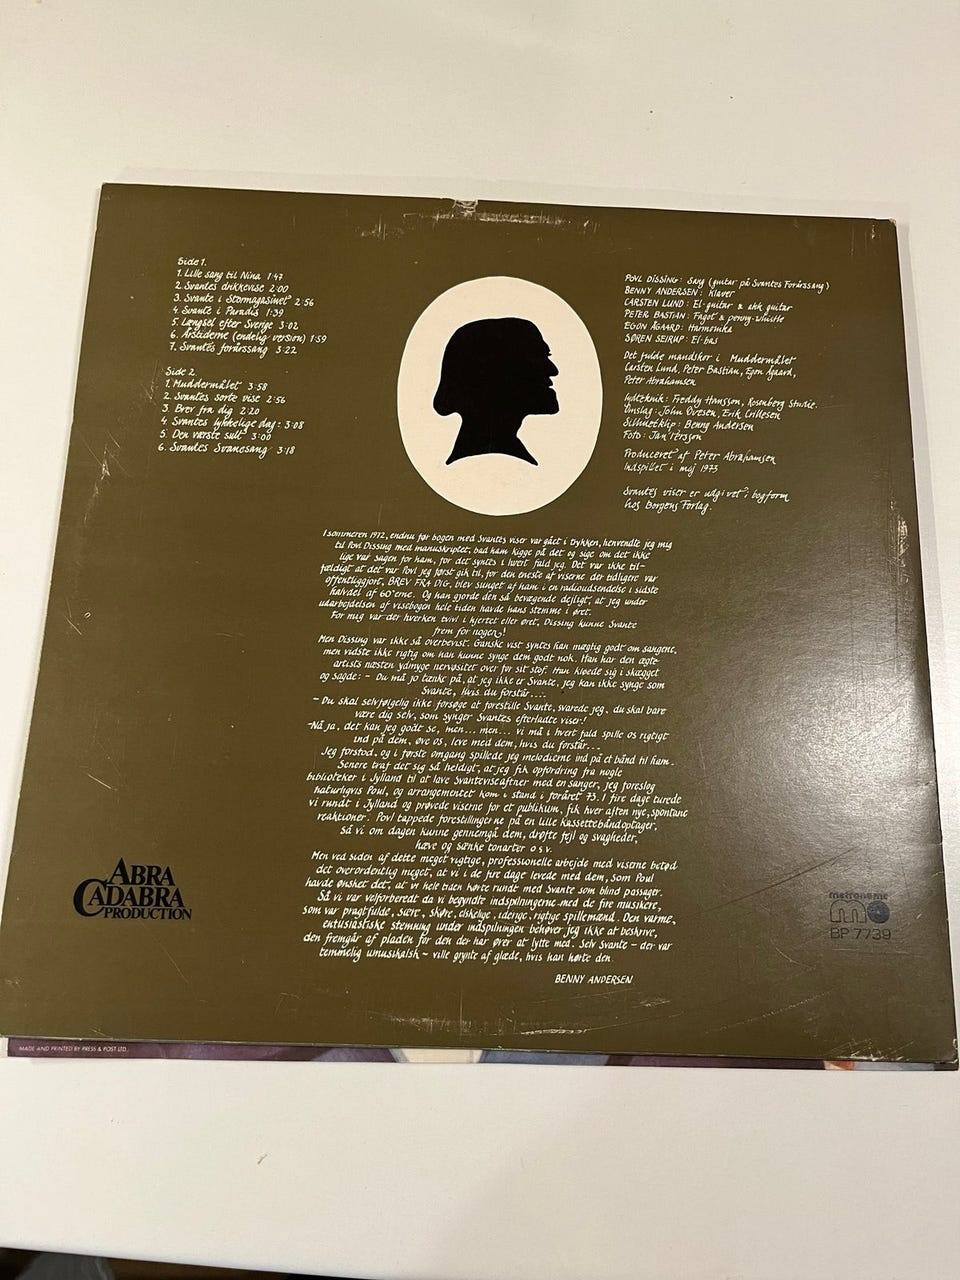 Side 1.
1. Lille sang til Nina 1:47
2. Svantes drikkevise 2:00
3. Svante i Stormagasinet 2:56
4. Svante i Paradis 1:39
5. Længsel efter Sverige 3:02
6. Årstiderne (endelig version) 1:59
7. Svantes forårssang 3:22
Side 2.
1. Muddermålet 3:58
2. Svantes sorte vise 2:56
3. Brev fra dig 2:20
4. Svantes lykkelige dag: 3:08
5. Den værste sult 3:00
6. Svantes Svanesang 3:18
POVL DISSING: Sang (guitar på Svantes Forårssang)
BENNY ANDERSEN: Klaver
CARSTEN LUND: El-guitar & akk guitar
PETER BASTIAN: Fagot & penny-whistle
EGON AGAARD: Harmonika
SØREN SEIRUP: El-bas
Det fulde mandskor i Muddermålet
Carsten Lund, Peter Bastian, Egon Agaard,
Peter Abrahamsen
Lydteknik: Freddy Hansson, Rosenberg Studie.
Omslag: John Ovesen, Erik Crillesen
Silhuetklip: Benny Andersen
Foto: Jan Persson
Produceret af Peter Abrahamsen
Indspillet i maj 1973
Svantes viser er udgivet i bogform
hos Borgens Forlag.
I sommeren 1972, endnu før bogen med Svantes viser var gået i trykken, henvendte jeg mig
til Povl Dissing med manuskriptet, bad ham kigge på det og sige om det ikke
lige var sagen for ham, for det syntes i hvert fald jeg. Det var ikke til-
fældigt at det var Povl jeg først gik til, for den eneste af viserne der tidligere var
offentliggjort, BREV FRA DIG, blev sunget af ham i en radioudsendelse i sidste
halvdel af 60'erne. Og han gjorde den så bevægende dejligt, at jeg under
udarbejdelsen af visebogen hele tiden havde hans stemme i øret.
For mig var der hverken tvivl i hjertet eller øret, Dissing kunne Svante
frem for nogen!
Men Dissing var ikke så overbevist. Ganske vist syntes han mægtig godt om sangene,
men vidste ikke rigtig om han kunne synge dem godt nok. Han har den ægte
artists næsten ydmyge nervøsitet over for sit stof. Han kløede sig i skægget
og sagde: - Du må jo tænke på, at jeg ikke er Svante, jeg kan ikke synge som
Svante, hvis du forstår....
- Du skal selvfølgelig ikke forsøge at forestille Svante, svarede jeg, du skal bare
være dig selv, som synger Svantes efterladte viser!
- Nå ja, det kan jeg godt se, men... men... vi må i hvert fald spille os rigtigt
ind på dem, øve os, leve med dem, hvis du forstår...
Jeg forstod, og i første omgang spillede jeg melodierne ind på et bånd til ham.
Senere traf det sig så heldigt, at jeg fik opfordring fra nogle
biblioteker i Jylland til at lave Svanteviseaftner med en sanger, jeg foreslog
naturligvis Poul, og arrangementet kom i stand i foråret 73. I fire dage turede
vi rundt i Jylland og prøvede viserne for et publikum, fik hver aften nye, spontane
reaktioner. Povl tappede forestillingerne på en lille kassettebåndoptager,
så vi om dagen kunne gennemgå dem, drøfte fejl og svagheder,
hæve og sænke tonarter o.s.v.
Men ved siden af dette meget vigtige, professionelle arbejde med viserne betød
det overordentlig meget, at vi i de fire dage levede med dem, som Poul
havde ønsket det, at vi hele tiden kørte rundt med Svante som blind passager.
Så vi var velforberedt da vi begyndte indspilningerne med de fire musikere,
som var pragtfulde, sære, skøre, elskelige, iderige, rigtige spillemænd. Den varme,
entusiastiske stemning under indspilningen behøver jeg ikke at beskrive,
den fremgår af pladen for den der har ører at lytte med. Selv Svante - der var
temmelig umusikalsk - ville grynte af glæde, hvis han hørte den.
BENNY ANDERSEN
ABRA
CADABRA
PRODUCTION
metronome
BP 7739
MADE AND PRINTED BY PRESS & POST LTD.